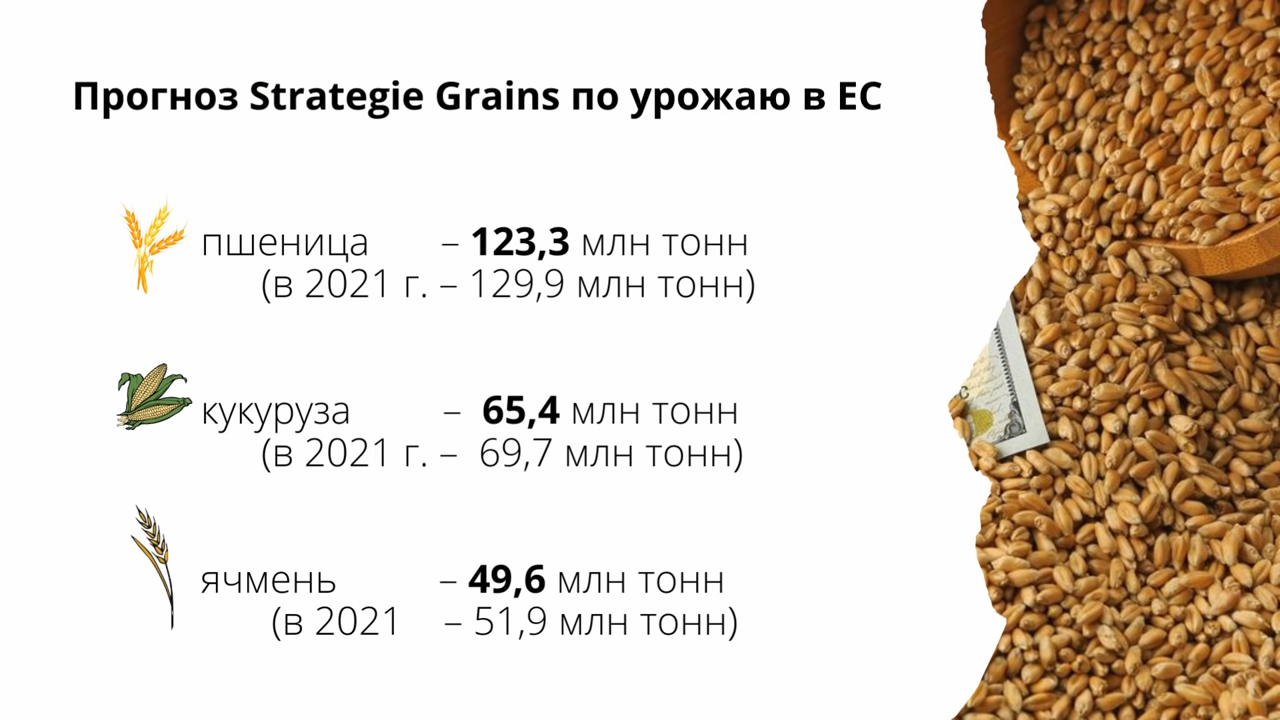 Прогноз Strategie Grains по урожаю в ЕС
пшеница – 123,3 млн тонн
(в 2021 г. – 129,9 млн тонн)
кукуруза – 65,4 млн тонн
(в 2021 г. – 69,7 млн тонн)
ячмень – 49,6 млн тонн
(в 2021 – 51,9 млн тонн)